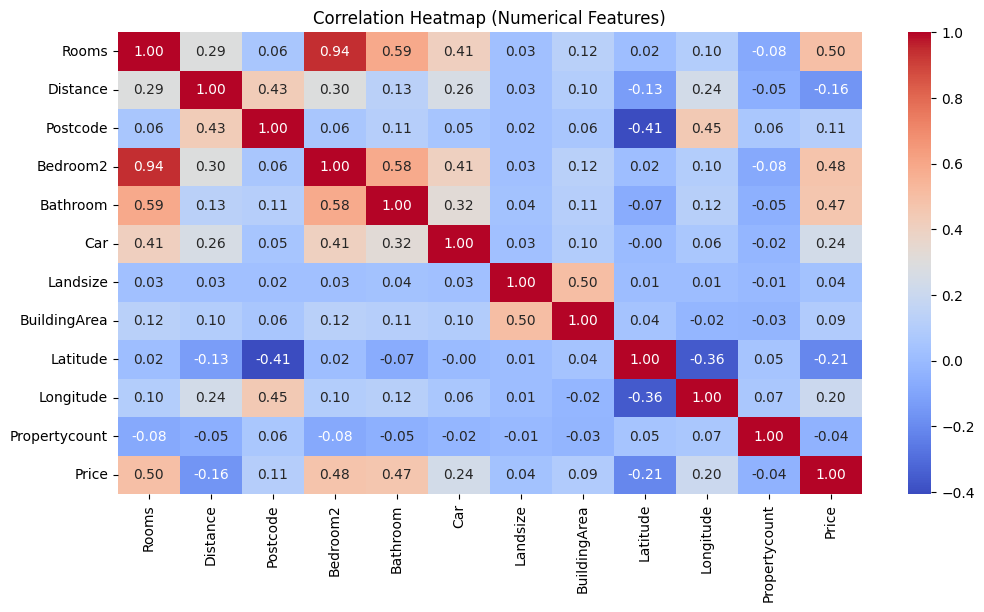 Correlation Heatmap (Numerical Features)
Rooms 1.00 0.29 0.06 0.94 0.59 0.41 0.03 0.12 0.02 0.10 -0.08 0.50
Distance 0.29 1.00 0.43 0.30 0.13 0.26 0.03 0.10 -0.13 0.24 -0.05 -0.16
Postcode 0.06 0.43 1.00 0.06 0.11 0.05 0.02 0.06 -0.41 0.45 0.06 0.11
Bedroom2 0.94 0.30 0.06 1.00 0.58 0.41 0.03 0.12 0.02 0.10 -0.08 0.48
Bathroom 0.59 0.13 0.11 0.58 1.00 0.32 0.04 0.11 -0.07 0.12 -0.05 0.47
Car 0.41 0.26 0.05 0.41 0.32 1.00 0.03 0.10 -0.00 0.06 -0.02 0.24
Landsize 0.03 0.03 0.02 0.03 0.04 0.03 1.00 0.50 0.01 0.01 -0.01 0.04
BuildingArea 0.12 0.10 0.06 0.12 0.11 0.10 0.50 1.00 0.04 -0.02 -0.03 0.09
Latitude 0.02 -0.13 -0.41 0.02 -0.07 -0.00 0.01 0.04 1.00 -0.36 0.05 -0.21
Longitude 0.10 0.24 0.45 0.10 0.12 0.06 0.01 -0.02 -0.36 1.00 0.07 0.20
Propertycount -0.08 -0.05 0.06 -0.08 -0.05 -0.02 -0.01 -0.03 0.05 0.07 1.00 -0.04
Price 0.50 -0.16 0.11 0.48 0.47 0.24 0.04 0.09 -0.21 0.20 -0.04 1.00
Rooms
Distance
Postcode
Bedroom2
Bathroom
Car
Landsize
BuildingArea
Latitude
Longitude
Propertycount
Price
1.0
0.8
0.6
0.4
0.2
0.0
-0.2
-0.4